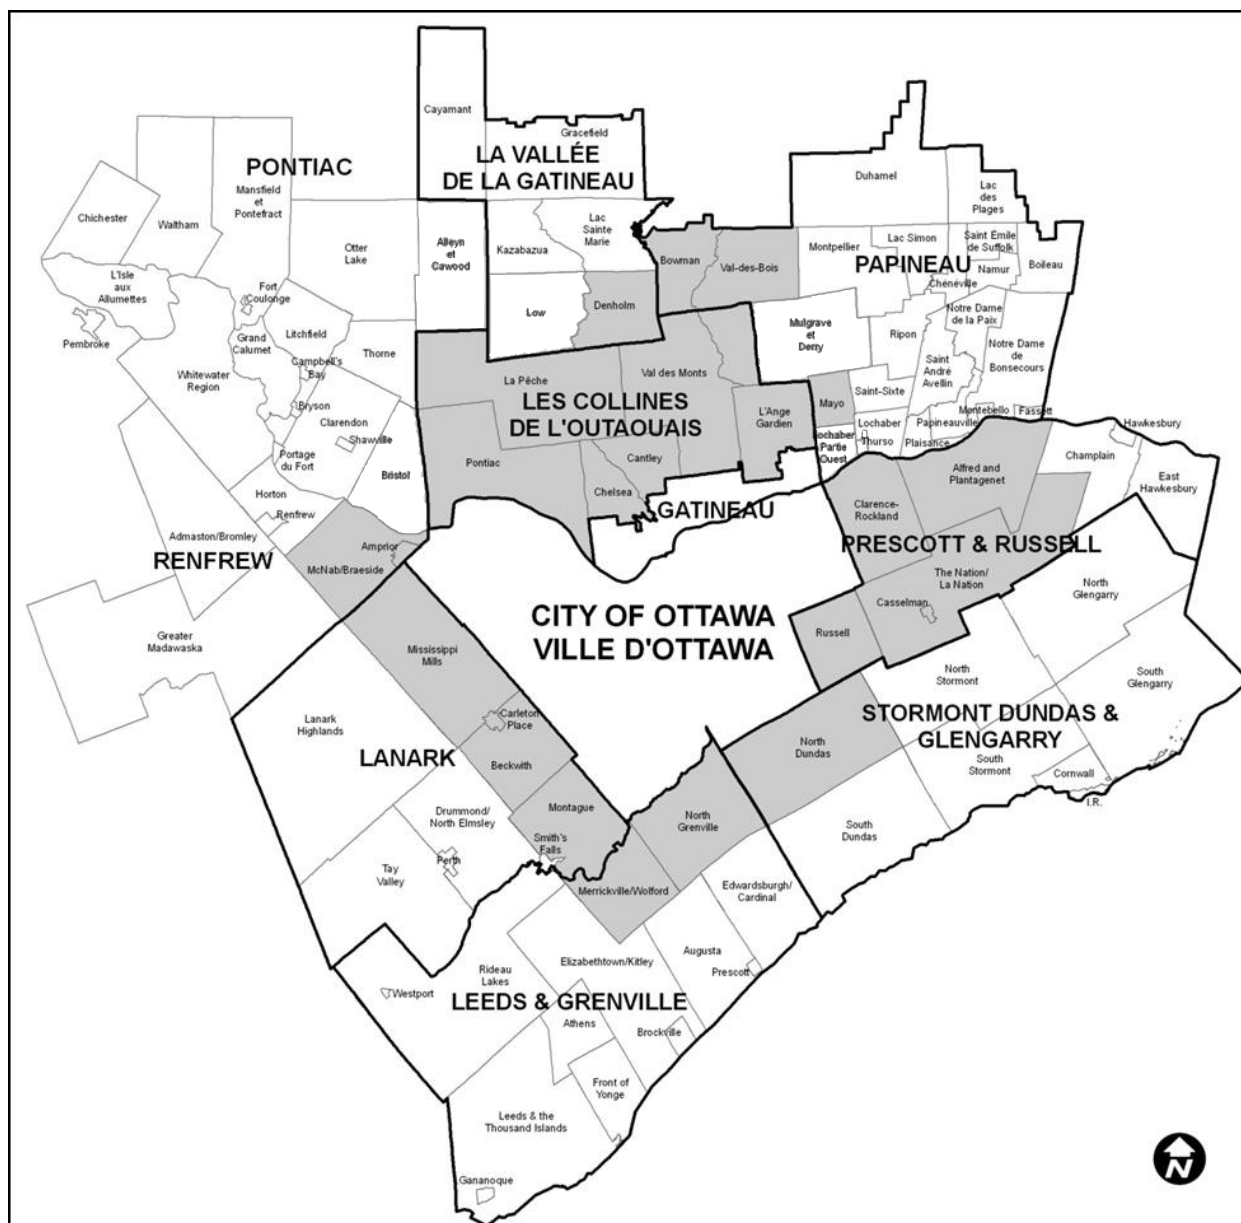 Cayamant
Gracefield
LA VALLÉE
DE LA GATINEAU
PONTIAC
Mansfield
et
Pontefract
Chichester
Waltham
Duhamel
Lac
des
Plages
Otter
Lake
Alleyn
et
Cawood
Kazabazua
Lac
Sainte
Marie
Bowman
Val-des-Bois
Montpellier
Lac Simon
Saint Émile
de Suffolk
Boileau
PAPINEAU
Namur
Chénéville
L'Isle
aux
Allumettes
Fort
Coulonge
Denholm
Low
Pembroke
Litchfield
Grand
Calumet
Thorne
Campbell's
Bay
Whitewater
Region
Bryson
Clarendon
Shawville
Portage
du Fort
Bristol
La Pêche
Val des Monts
LES COLLINES
DE L'OUTAOUAIS
L'Ange
Gardien
Pontiac
Cantley
Chelsea
GATINEAU
Mulgrave
et
Derry
Ripon
Notre Dame
de la Paix
Notre Dame
de
Bonsecours
Saint
André
Avellin
Saint-Sixte
Mayo
Lochaber
Thurso
Lochaber
Partie
Ouest
Papineauville
Plaisance
Montebello
Fassett
Hawkesbury
Champlain
East
Hawkesbury
Alfred and
Plantagenet
Clarence-
Rockland
PRESCOTT & RUSSELL
The Nation/
La Nation
Casselman
Russell
Horton
Renfrew
Admaston/Bromley
RENFREW
Arnprior
McNab/Braeside
Greater
Madawaska
CITY OF OTTAWA
VILLE D'OTTAWA
North
Glengarry
North
Stormont
South
Glengarry
STORMONT DUNDAS &
GLENGARRY
South
Stormont
Cornwall
I.R.
North
Dundas
South
Dundas
Mississippi
Mills
Lanark
Highlands
Carleton
Place
LANARK
Beckwith
Drummond/
North Elmsley
Montague
Smith's
Falls
Perth
Tay
Valley
North
Grenville
Merrickville/Wolford
Edwardsburgh/
Cardinal
Augusta
Prescott
Elizabethtown/Kitley
Rideau
Lakes
Westport
LEEDS & GRENVILLE
Athens
Brockville
Front of
Yonge
Leeds & the
Thousand Islands
Gananoque
N